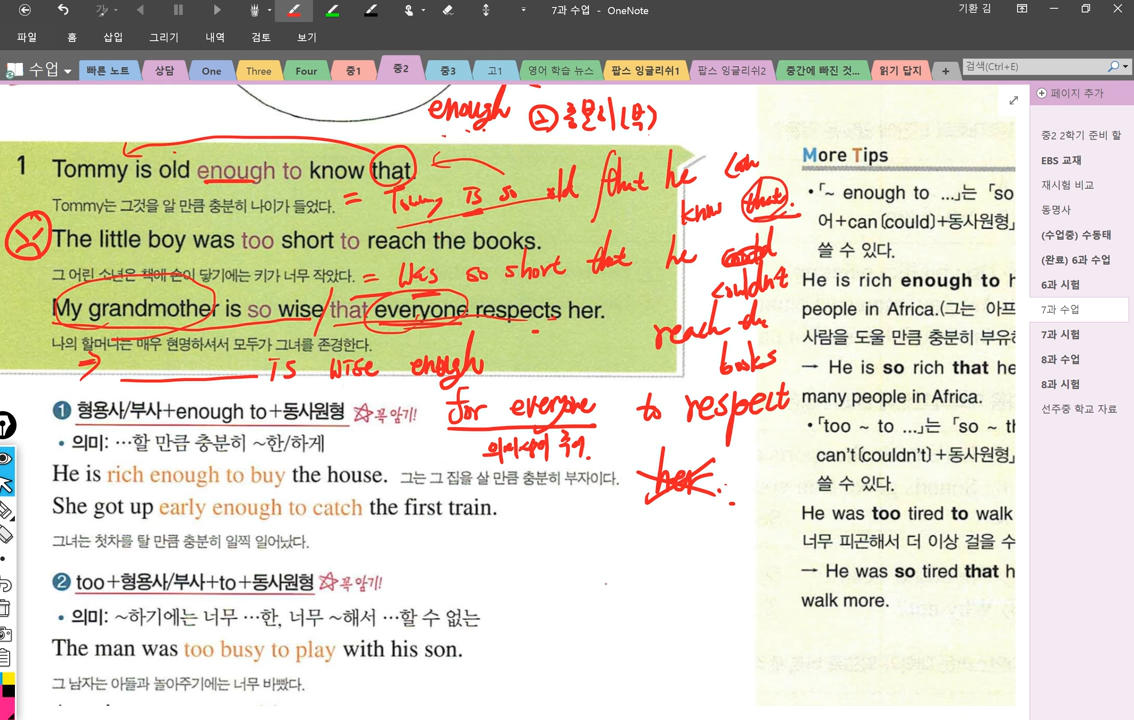 7과 수업 - OneNote
기환 김
파일 홈 삽입 그리기 내역 검토 보기
수업 빠른 노트 상담 One Three Four 중1 중2 중3 고1 영어 학습 뉴스 팝스 잉글리쉬1 팝스 잉글리쉬2 중간에 빠진 것... 읽기 답지 +
검색(Ctrl+E)
enough ② 충분시(부)
1 Tommy is old enough to know that.
Tommy는 그것을 알 만큼 충분히 나이가 들었다.
= Tommy is so old that he can
know that.
The little boy was too short to reach the books.
그 어린 소년은 책에 손이 닿기에는 키가 너무 작았다.
= was so short that he
couldn't
reach
books
My grandmother is so wise / that everyone respects her.
나의 할머니는 매우 현명하셔서 모두가 그녀를 존경한다.
⇒ is wise enough
for everyone to respect
의미상의 주어.
her
❶ 형용사/부사+enough to+동사원형 ☆꼭 암기!
• 의미: …할 만큼 충분히 ~한/하게
He is rich enough to buy the house. 그는 그 집을 살 만큼 충분히 부자이다.
She got up early enough to catch the first train.
그녀는 첫차를 탈 만큼 충분히 일찍 일어났다.
❷ too+형용사/부사+to+동사원형 ☆꼭 암기!
• 의미: ~하기에는 너무 …한, 너무 ~해서 …할 수 없는
The man was too busy to play with his son.
그 남자는 아들과 놀아주기에는 너무 바빴다.
More Tips
•「~ enough to …」는 「so
어+can(could)+동사원형」
쓸 수 있다.
He is rich enough to h
people in Africa.(그는 아프
사람을 도울 만큼 충분히 부유
→ He is so rich that he
many people in Africa.
•「too ~ to …」는 「so ~ th
can't(couldn't)+동사원형」
쓸 수 있다.
He was too tired to walk
너무 피곤해서 더 이상 걸을 수
→ He was so tired that h
walk more.
페이지 추가
중2 2학기 준비 할
EBS 교재
재시험 비교
동명사
(수업중) 수동태
(완료) 6과 수업
6과 시험
7과 수업
7과 시험
8과 수업
8과 시험
선주중 학교 자료